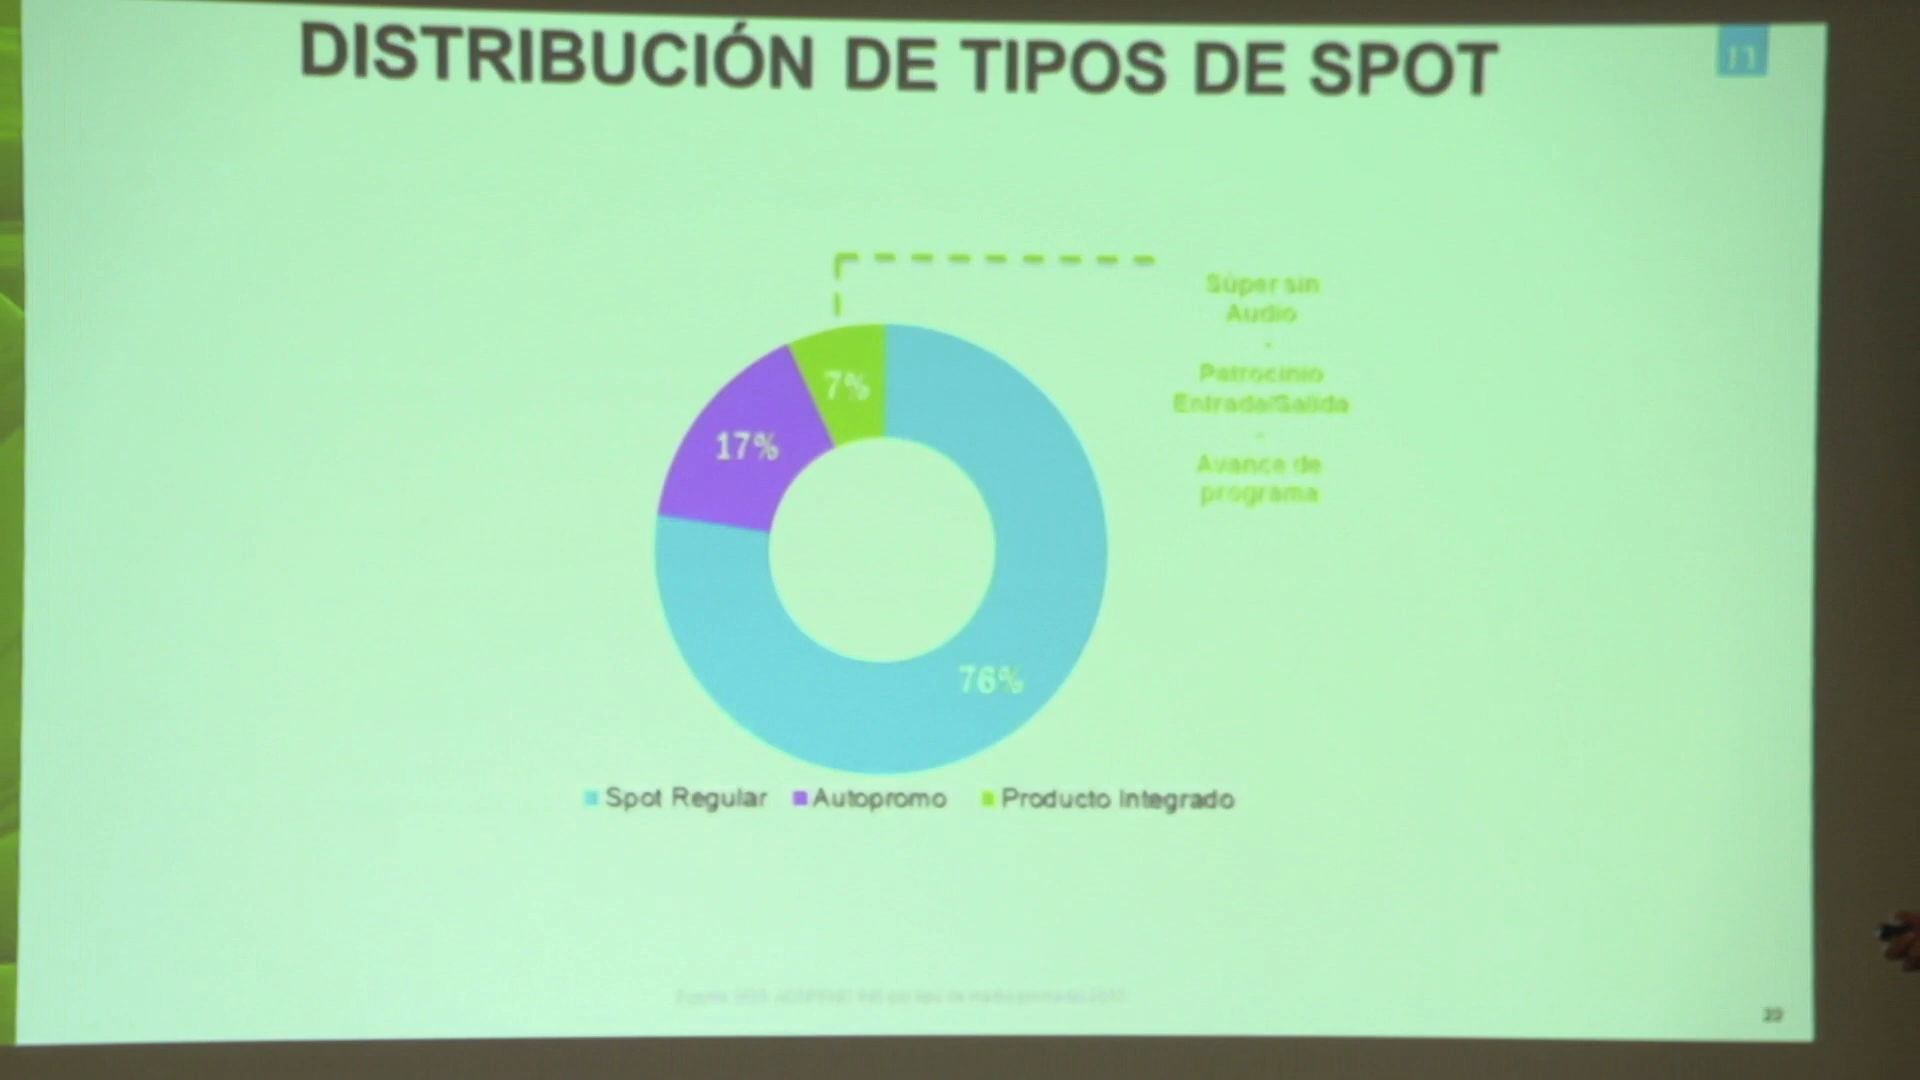 DISTRIBUCIÓN DE TIPOS DE SPOT
Súper sin
Audio
-
Patrocinio
Entrada/Salida
-
Avance de
programa
7%
17%
76%
Spot Regular
Autopromo
Producto Integrado